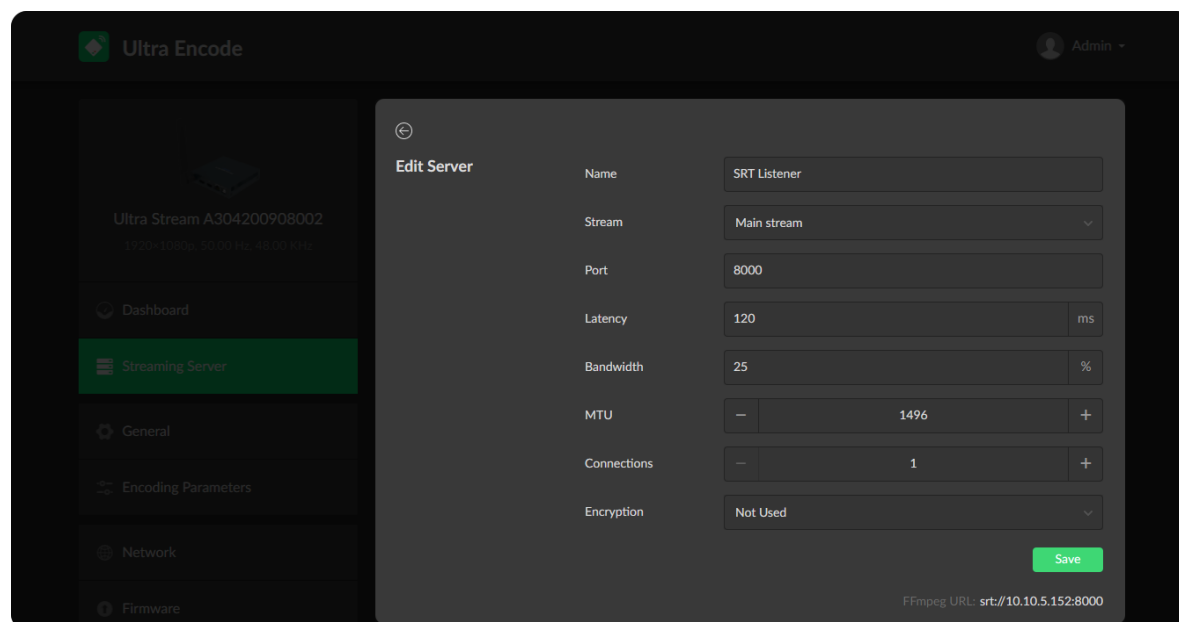 Ultra Encode
Admin
Ultra Stream A304200908002
1920×1080p, 50.00 Hz, 48.00 KHz
Dashboard
Streaming Server
General
Encoding Parameters
Network
Firmware
Edit Server
Name SRT Listener
Stream Main stream
Port 8000
Latency 120 ms
Bandwidth 25 %
MTU − 1496 +
Connections − 1 +
Encryption Not Used
Save
FFmpeg URL: srt://10.10.5.152:8000